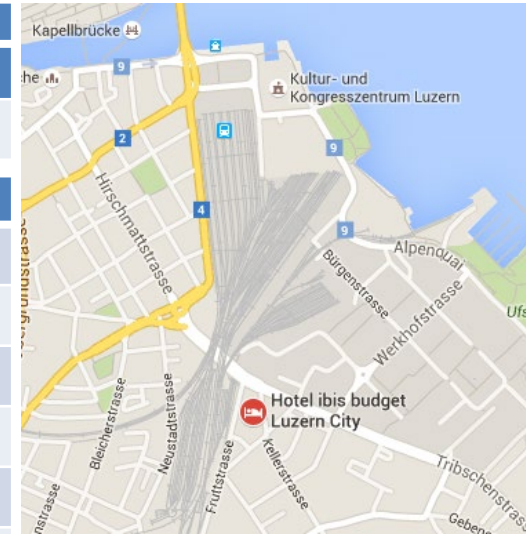 Kapellbrücke
9
che
Kultur- und
Kongresszentrum Luzern
2
9
Hirschmattstrasse
4
9
Alpenquai
Bürgenstrasse
Ufs
Werkhofstrasse
Hotel ibis budget
Luzern City
Bleicherstrasse
Neustadtstrasse
Fruttstrasse
Kellerstrasse
Tribschenstrasse
nstrasse
Gebene